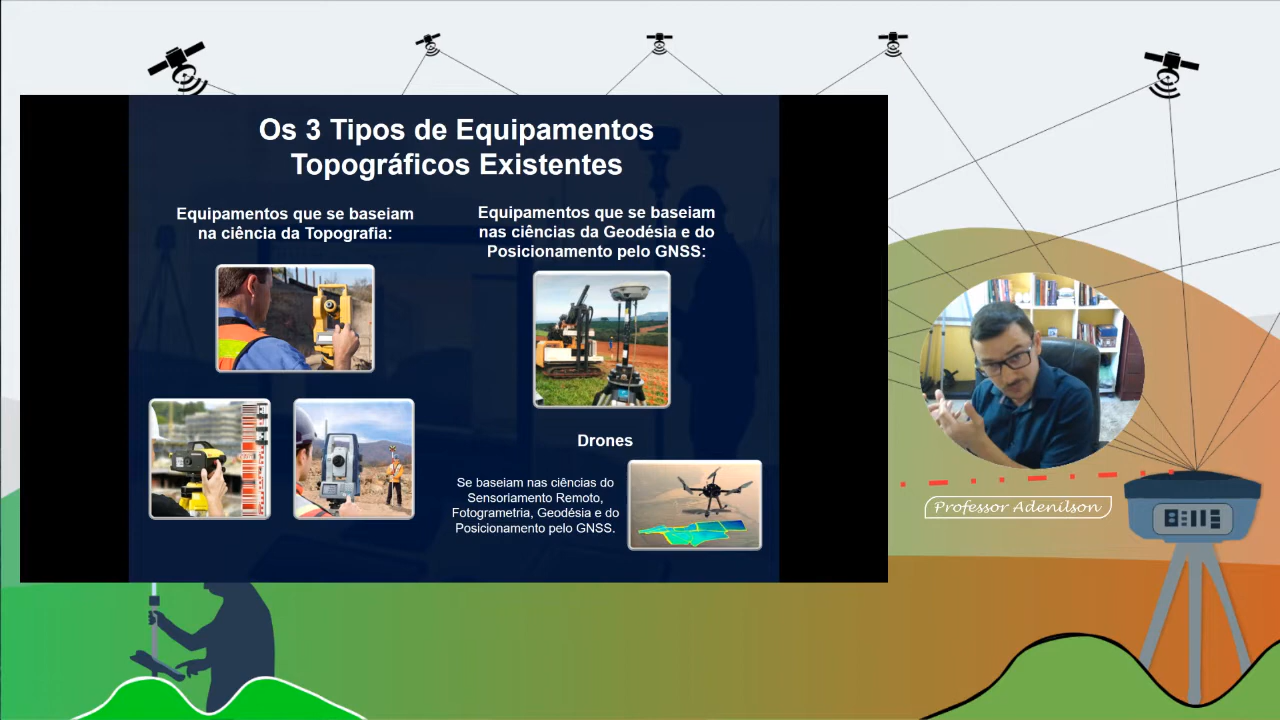 Os 3 Tipos de Equipamentos
Topográficos Existentes
Equipamentos que se baseiam
na ciência da Topografia:
Equipamentos que se baseiam
nas ciências da Geodésia e do
Posicionamento pelo GNSS:
Drones
Se baseiam nas ciências do
Sensoriamento Remoto,
Fotogrametria, Geodésia e do
Posicionamento pelo GNSS.
Professor Adenilson